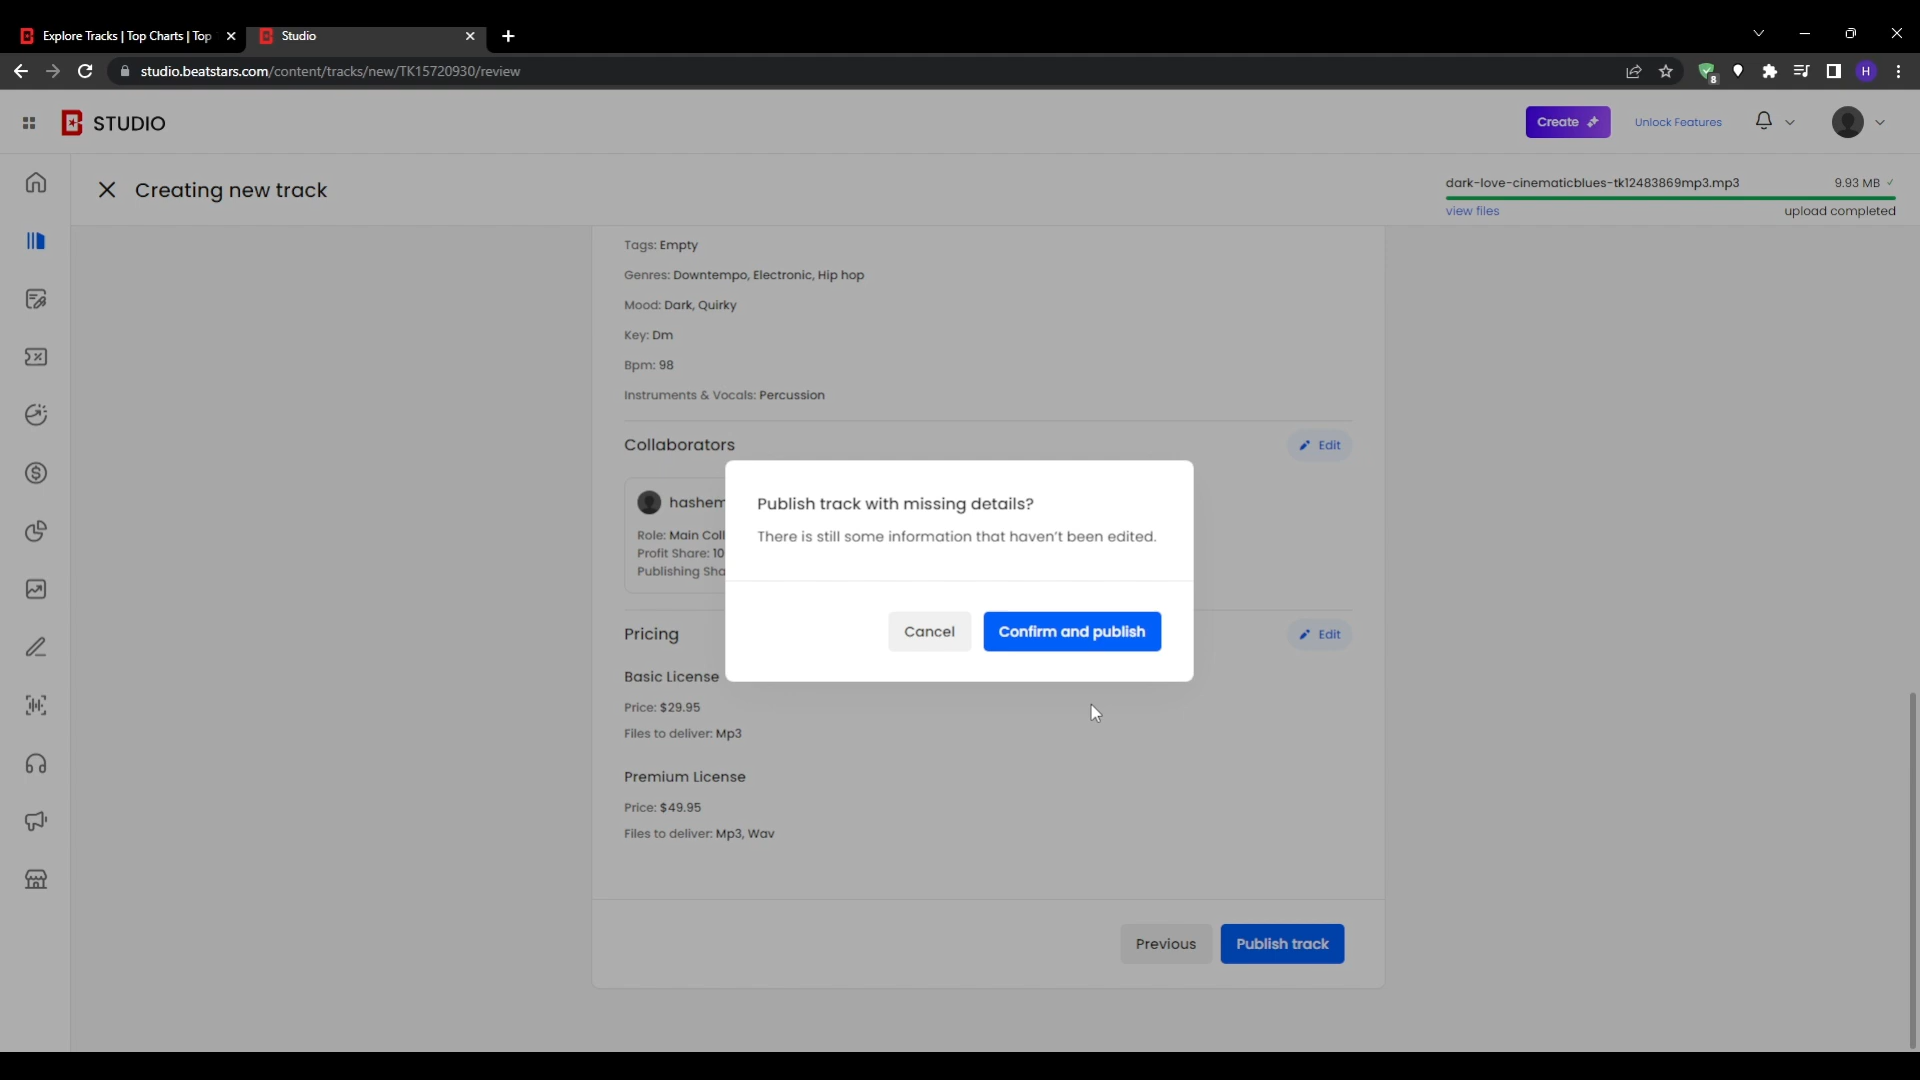 Explore Tracks | Top Charts | Top
Studio
studio.beatstars.com/content/tracks/new/TK15720930/review
8
H
STUDIO
Create
Unlock Features
Creating new track
dark-love-cinematicblues-tk12483869mp3.mp3
9.93 MB
view files
upload completed
Tags: Empty
Genres: Downtempo, Electronic, Hip hop
Mood: Dark, Quirky
Key: Dm
Bpm: 98
Instruments & Vocals: Percussion
Collaborators
Edit
hashem
Role: Main Coll
Profit Share: 10
Publishing Sha
Publish track with missing details?
There is still some information that haven't been edited.
Cancel
Confirm and publish
Pricing
Edit
Basic License
Price: $29.95
Files to deliver: Mp3
Premium License
Price: $49.95
Files to deliver: Mp3, Wav
Previous
Publish track